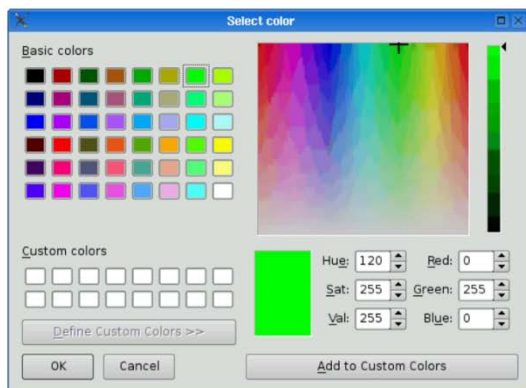 Select color
Basic colors
Custom colors
Define Custom Colors >>
OK Cancel
Hue: 120 Red: 0
Sat: 255 Green: 255
Val: 255 Blue: 0
Add to Custom Colors